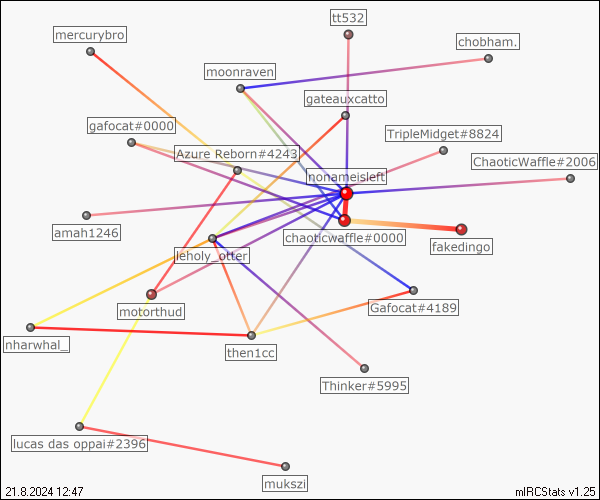 tt532
mercurybro
chobham.
moonraven
gateauxcatto
gafocat#0000
TripleMidget#8824
Azure Reborn#4243
ChaoticWaffle#2006
nonameisleft
amah1246
chaoticwaffle#0000
fakedingo
leholy_otter
motorthud
Gafocat#4189
nharwhal_
then1cc
Thinker#5995
lucas das oppai#2396
mukszi
21.8.2024 12:47
mIRCStats v1.25